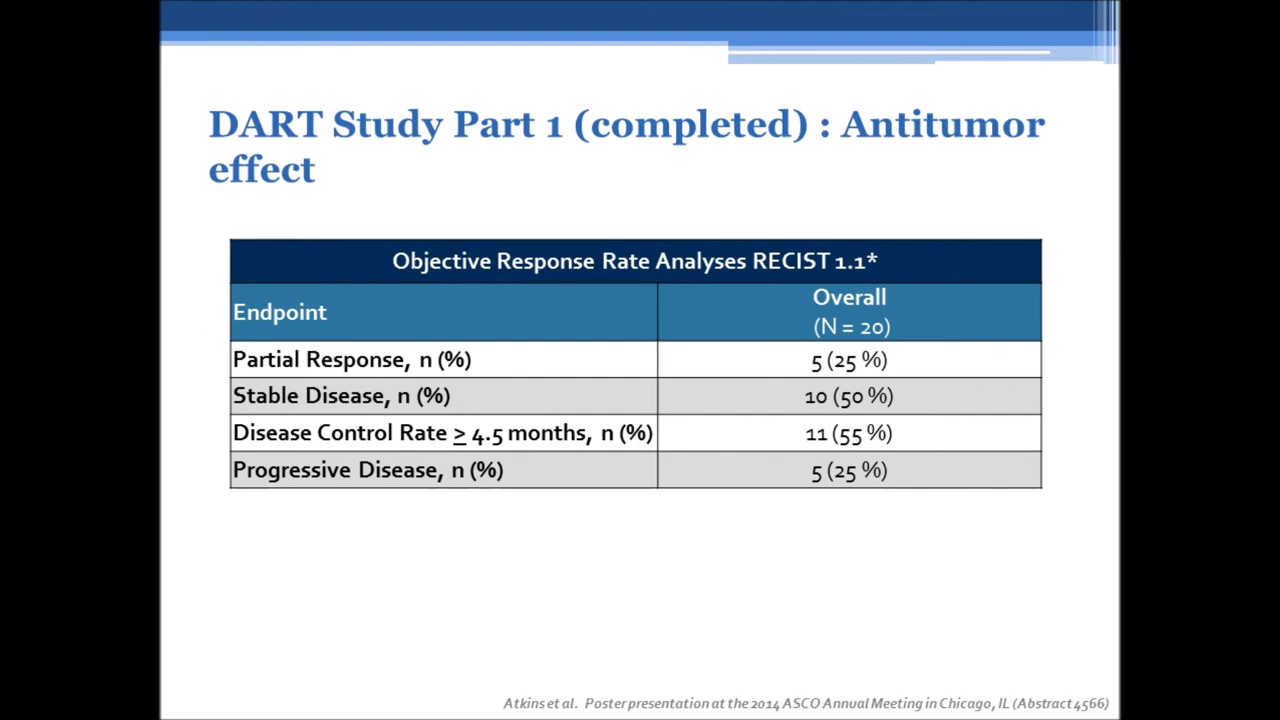 DART Study Part 1 (completed) : Antitumor
effect
Objective Response Rate Analyses RECIST 1.1*
Endpoint
Overall
(N = 20)
Partial Response, n (%)
5 (25 %)
Stable Disease, n (%)
10 (50 %)
Disease Control Rate ≥ 4.5 months, n (%)
11 (55 %)
Progressive Disease, n (%)
5 (25 %)
Atkins et al. Poster presentation at the 2014 ASCO Annual Meeting in Chicago, IL (Abstract 4566)